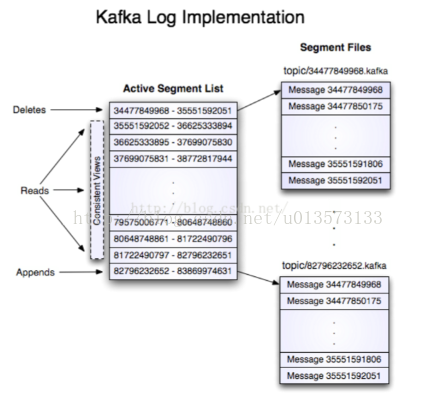 Kafka Log Implementation
Segment Files
topic/34477849968.kafka
Message 34477849968
Message 34477850175
.
.
.
Message 35551591806
Message 35551592051
Active Segment List
Deletes
34477849968 - 35551592051
35551592052 - 36625333894
36625333895 - 37699075830
37699075831 - 38772817944
.
.
.
Reads
Consistent Views
79575006771 - 80648748860
80648748861 - 81722490796
81722490797 - 82796232651
Appends
82796232652 - 83869974631
http://blog.csdn.net/
.net/u013573133
.
.
.
topic/82796232652.kafka
Message 34477849968
Message 34477850175
.
.
.
Message 35551591806
Message 35551592051